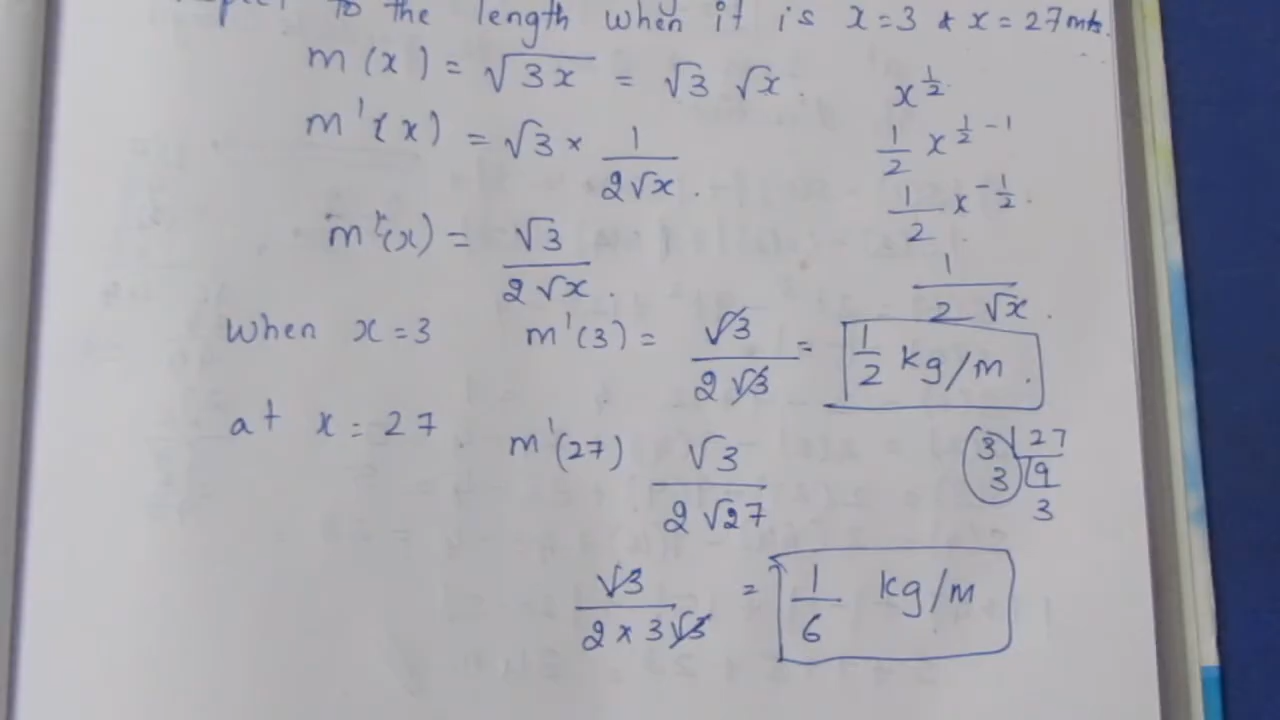 to the length when it is x = 3 & x = 27 mts.
m(x) = √3x = √3 √x.
m'(x) = √3 × 1/2√x.
m'(x) = √3/2√x.
x^1/2
1/2 x^1/2 - 1
1/2 x^-1/2.
1/2 √x.
when x = 3 m'(3) = √3/2√3 = 1/2 kg/m.
at x = 27. m'(27) √3/2√27
3 27
3 9
3
√3/2 × 3√3 = 1/6 kg/m